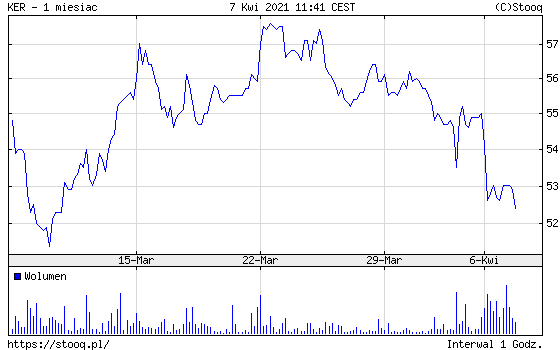 KER - 1 miesiac 7 Kwi 2021 11:41 CEST (C)Stooq
57
56
55
54
53
52
15-Mar 22-Mar 29-Mar 6-Kwi
Wolumen
https://stooq.pl/ Interwal 1 Godz.